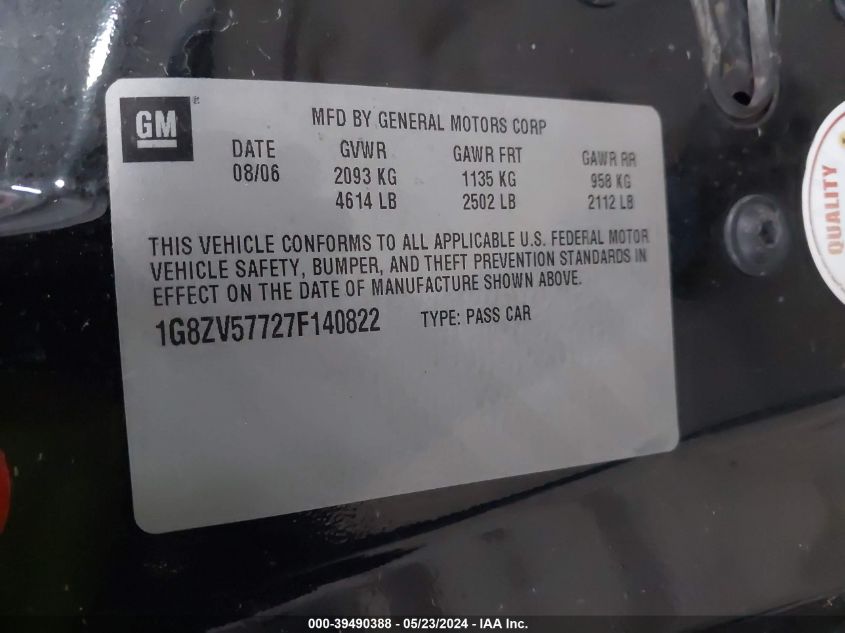 GM
MFD BY GENERAL MOTORS CORP
DATE GVWR GAWR FRT GAWR RR
08/06 2093 KG 1135 KG 958 KG
4614 LB 2502 LB 2112 LB
THIS VEHICLE CONFORMS TO ALL APPLICABLE U.S. FEDERAL MOTOR
VEHICLE SAFETY, BUMPER, AND THEFT PREVENTION STANDARDS IN
EFFECT ON THE DATE OF MANUFACTURE SHOWN ABOVE.
1G8ZV57727F140822 TYPE: PASS CAR
QUALITY
000-39490388 - 05/23/2024 - IAA Inc.